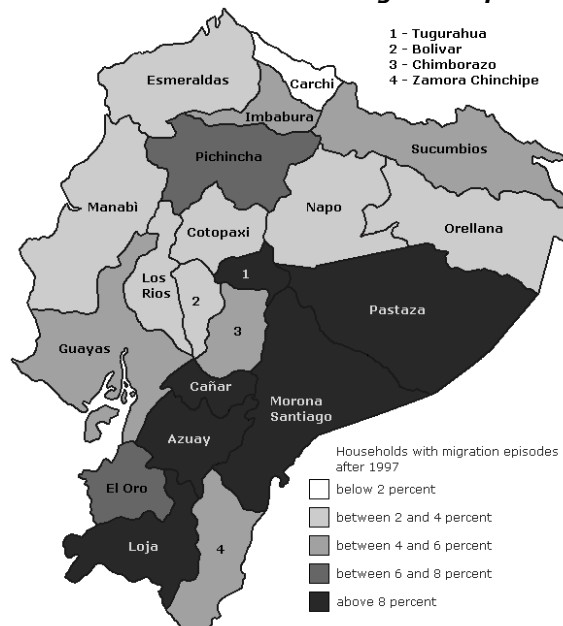 1 - Tugurahua
2 - Bolivar
3 - Chimborazo
4 - Zamora Chinchipe
Esmeraldas
Carchi
Imbabura
Sucumbios
Pichincha
Manabì
Napo
Cotopaxi
Orellana
Los
Rios
1
2
Pastaza
3
Guayas
Cañar
Morona
Santiago
Azuay
El Oro
Loja
4
Households with migration episodes
after 1997
below 2 percent
between 2 and 4 percent
between 4 and 6 percent
between 6 and 8 percent
above 8 percent